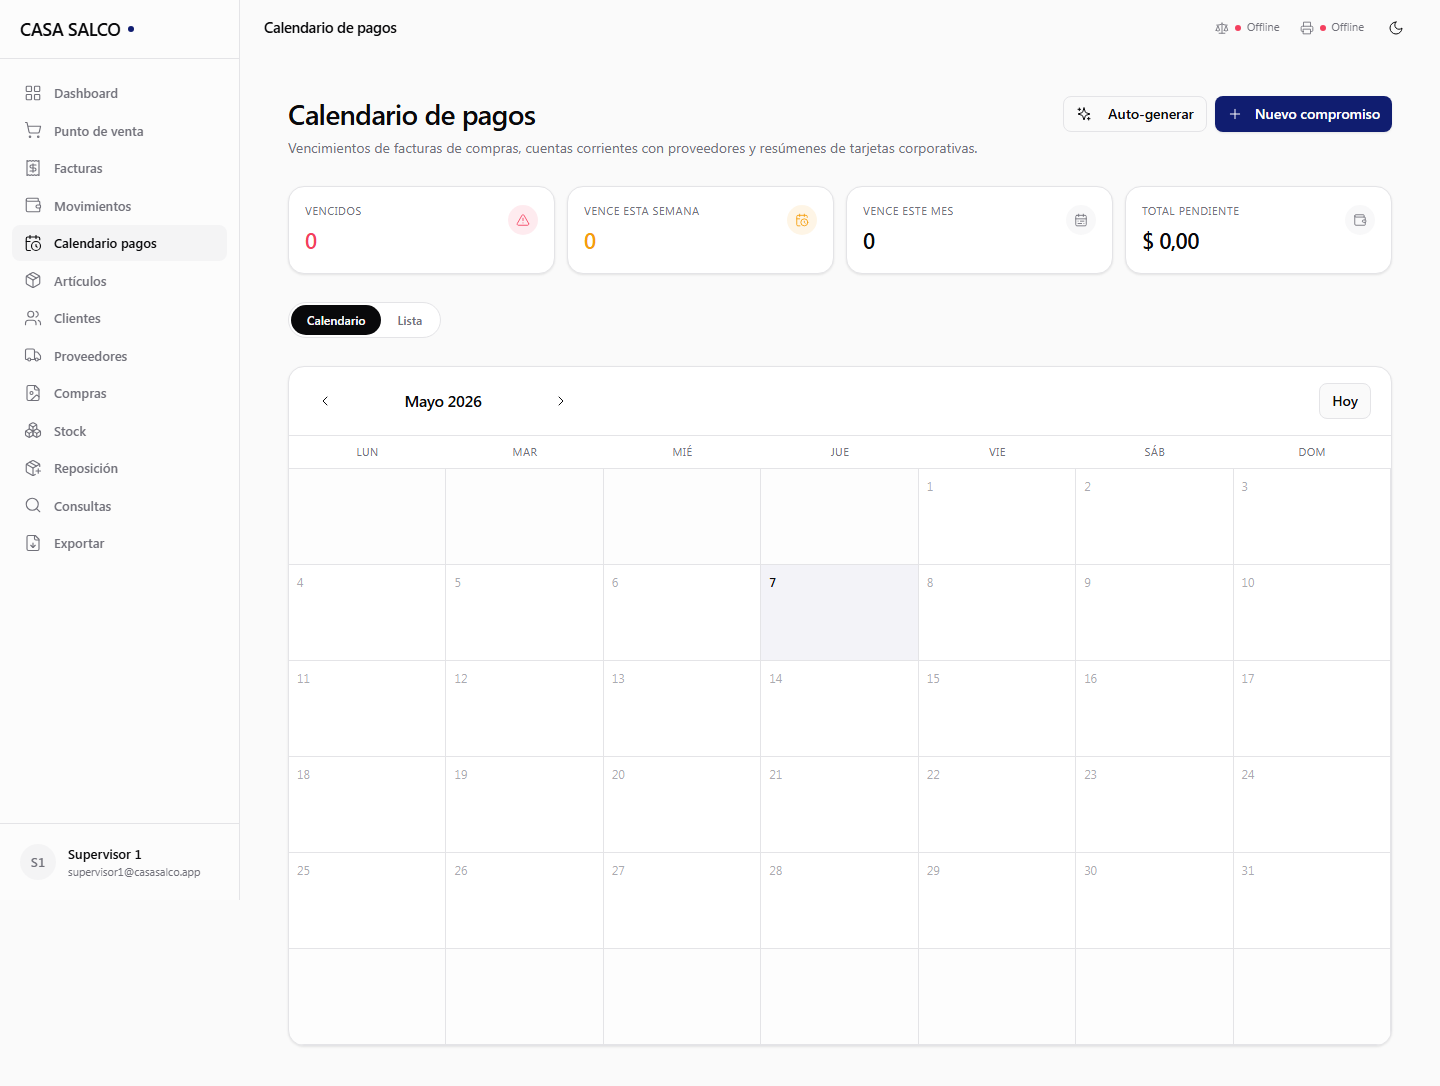 CASA SALCO
Calendario de pagos
Offline
Offline
Dashboard
Punto de venta
Facturas
Movimientos
Calendario pagos
Artículos
Clientes
Proveedores
Compras
Stock
Reposición
Consultas
Exportar
S1
Supervisor 1
supervisor1@casasalco.app
Calendario de pagos
Auto-generar
Nuevo compromiso
Vencimientos de facturas de compras, cuentas corrientes con proveedores y resúmenes de tarjetas corporativas.
VENCIDOS
0
VENCE ESTA SEMANA
0
VENCE ESTE MES
0
TOTAL PENDIENTE
$ 0,00
Calendario Lista
Mayo 2026
Hoy
LUN MAR MIÉ JUE VIE SÁB DOM
1 2 3
4 5 6 7 8 9 10
11 12 13 14 15 16 17
18 19 20 21 22 23 24
25 26 27 28 29 30 31